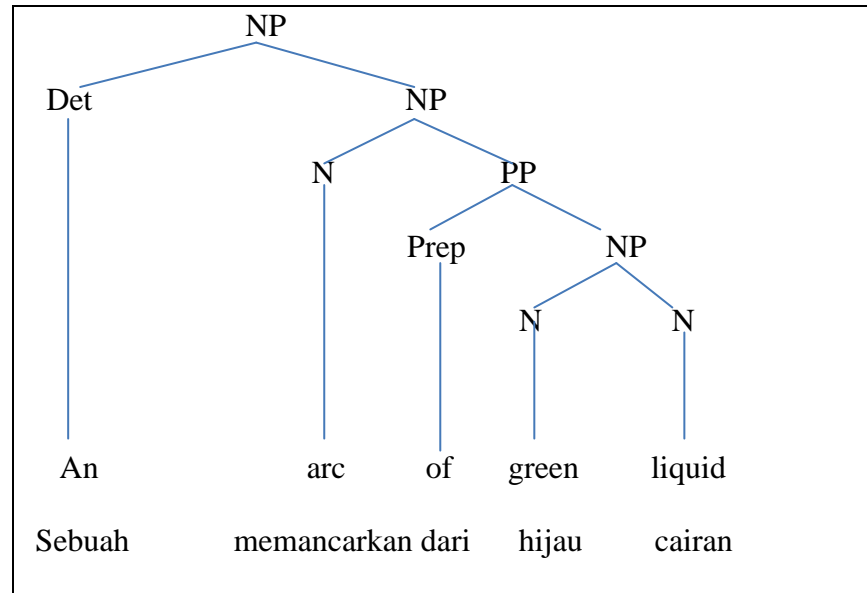 NP
Det NP
N PP
Prep NP
N N
An arc of green liquid
Sebuah memancarkan dari hijau cairan